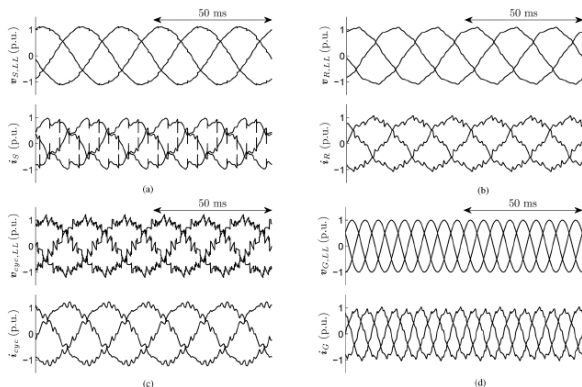 50 ms
v_{S,LL} (p.u.)
1
0
-1
i_S (p.u.)
1
0
-1
(a)
50 ms
v_{R,LL} (p.u.)
1
0
-1
i_R (p.u.)
1
0
-1
(b)
50 ms
v_{cyc,LL} (p.u.)
1
0
-1
i_{cyc} (p.u.)
1
0
-1
(c)
50 ms
v_{G,LL} (p.u.)
1
0
-1
i_G (p.u.)
1
0
-1
(d)